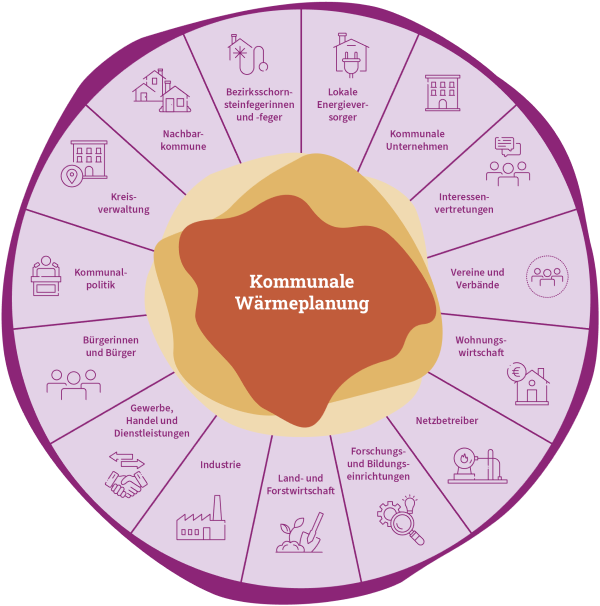 Kommunale
Wärmeplanung
Lokale
Energiever-
sorger
Kommunale
Unternehmen
Interessen-
vertretungen
Vereine und
Verbände
Wohnungs-
wirtschaft
Netzbetreiber
Forschungs-
und Bildungs-
einrichtungen
Land- und
Forstwirtschaft
Industrie
Gewerbe,
Handel und
Dienstleistungen
Bürgerinnen
und Bürger
Kommunal-
politik
Kreis-
verwaltung
Nachbar-
kommune
Bezirksschorn-
steinfegerinnen
und -feger
€